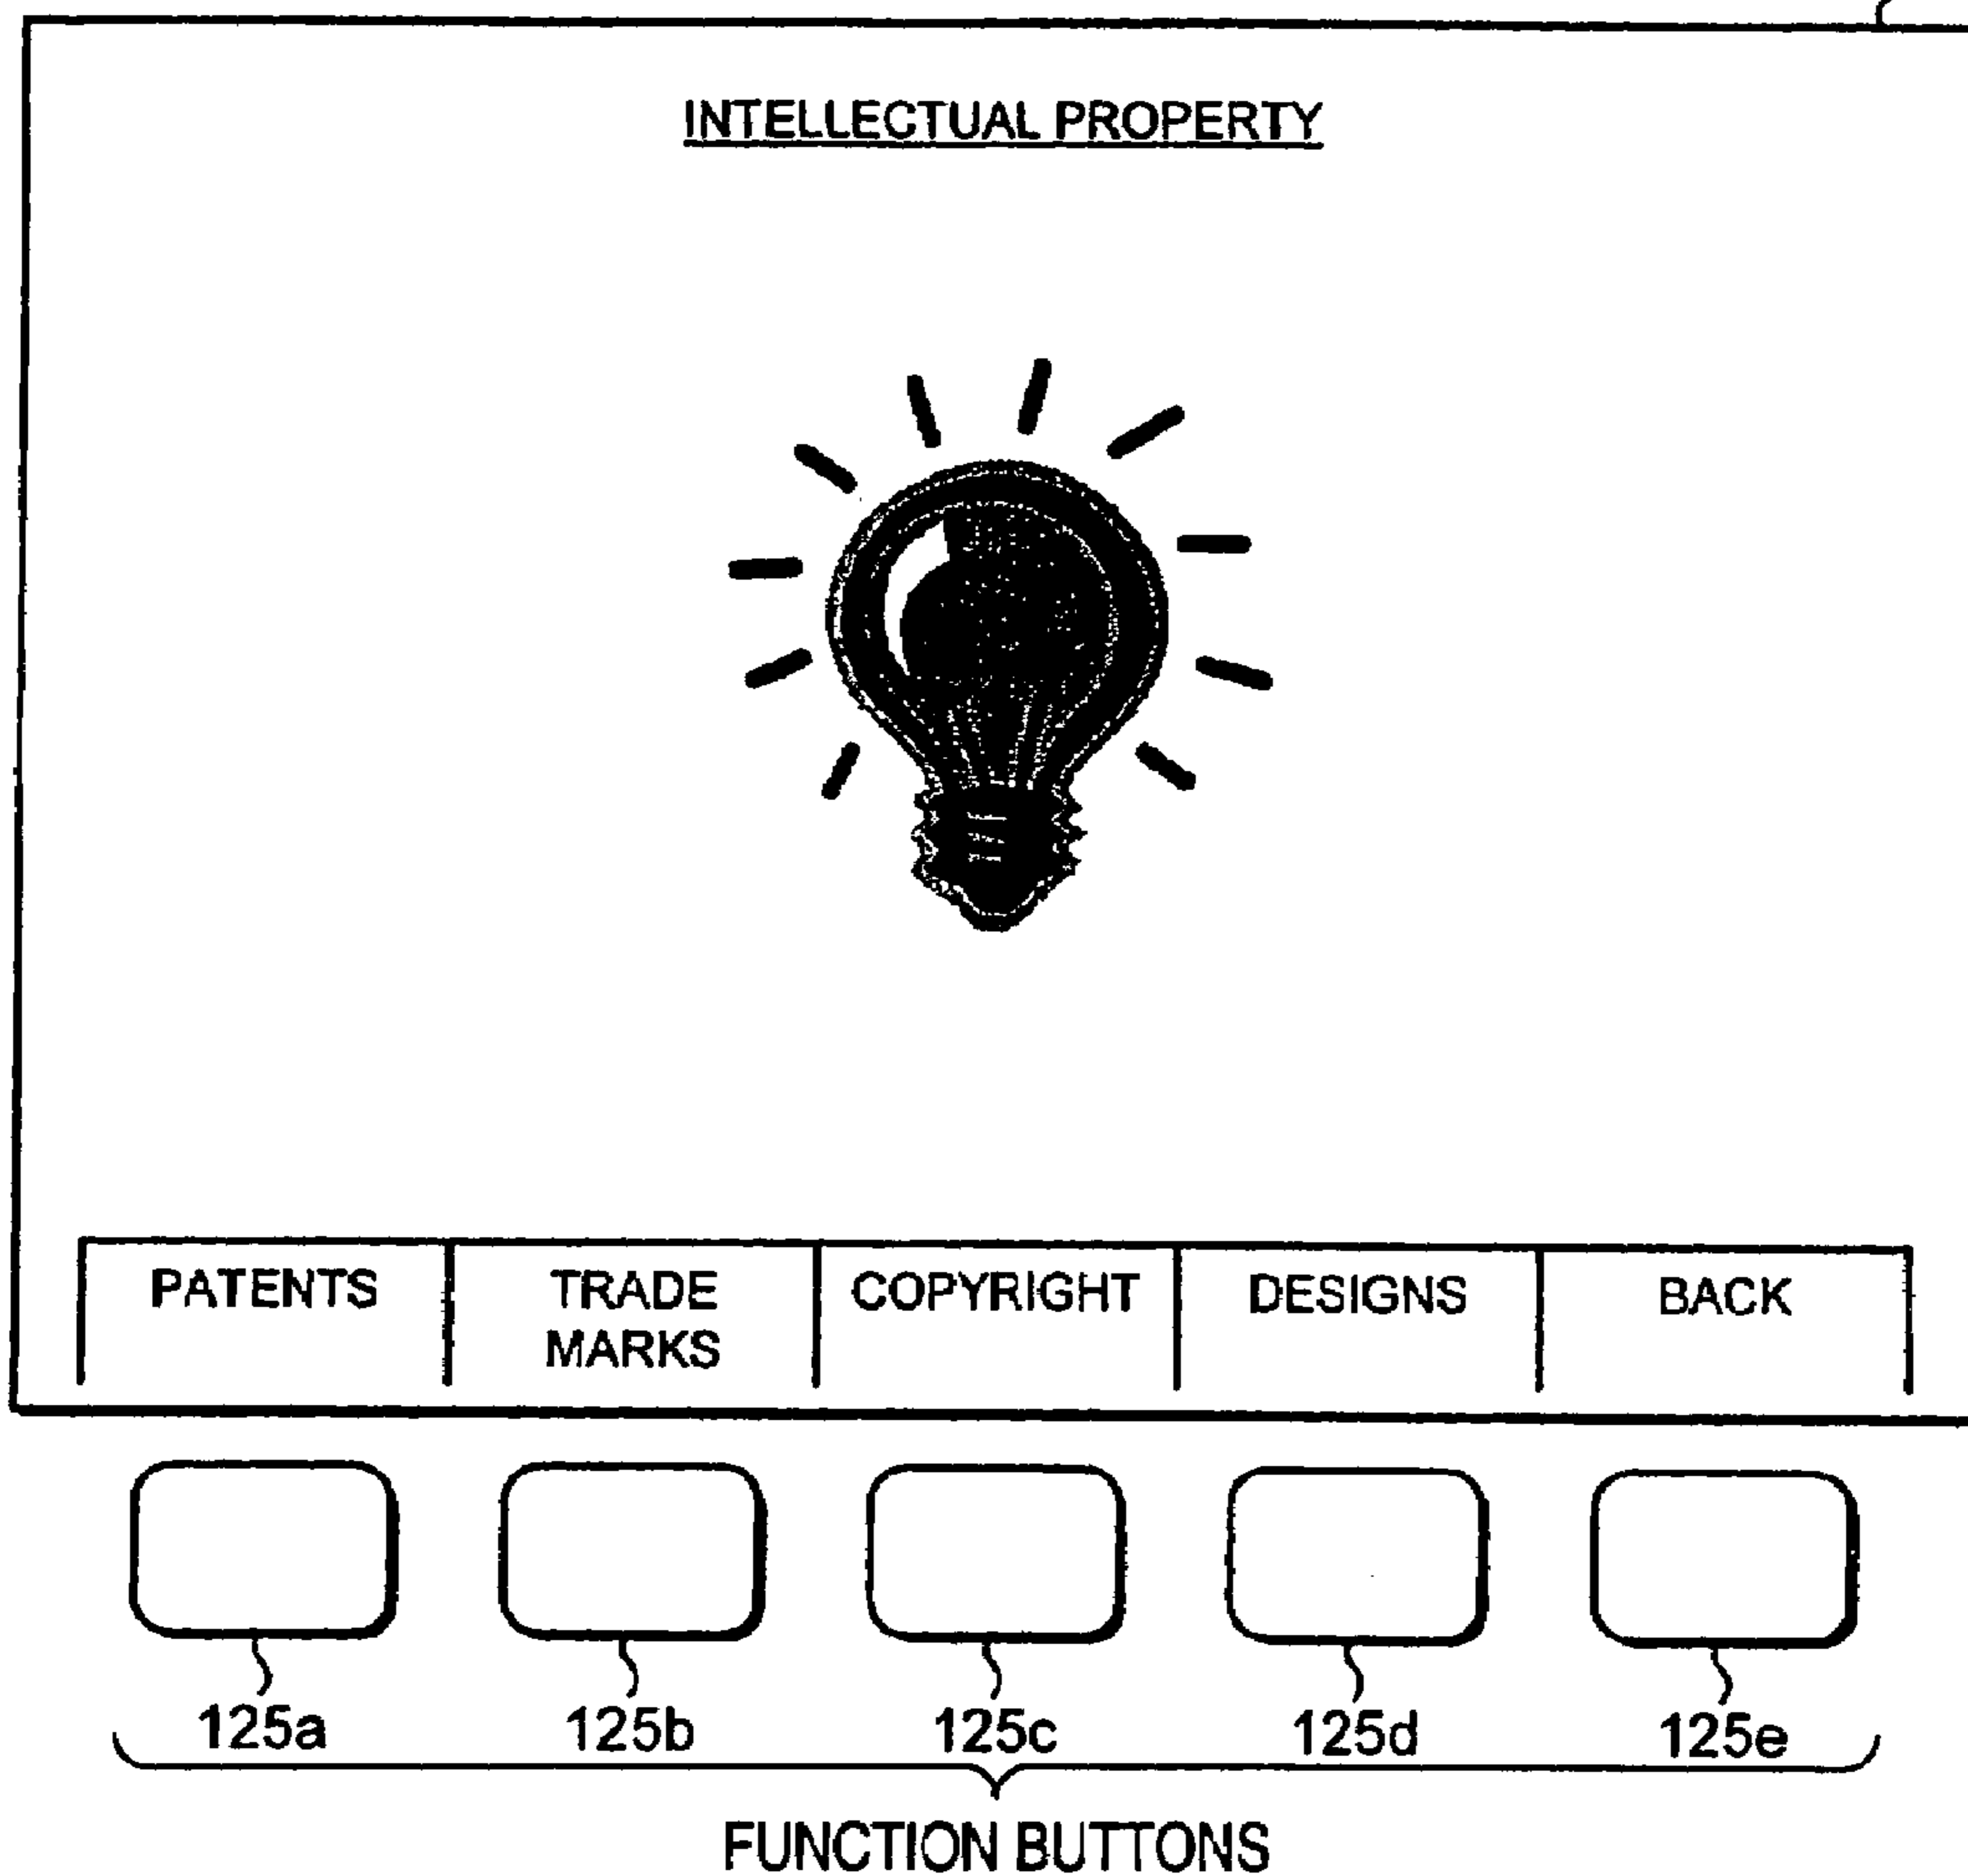 INTELLECTUAL PROPERTY
PATENTS
TRADE
MARKS
COPYRIGHT
DESIGNS
BACK
125a
125b
125c
125d
125e
FUNCTION BUTTONS